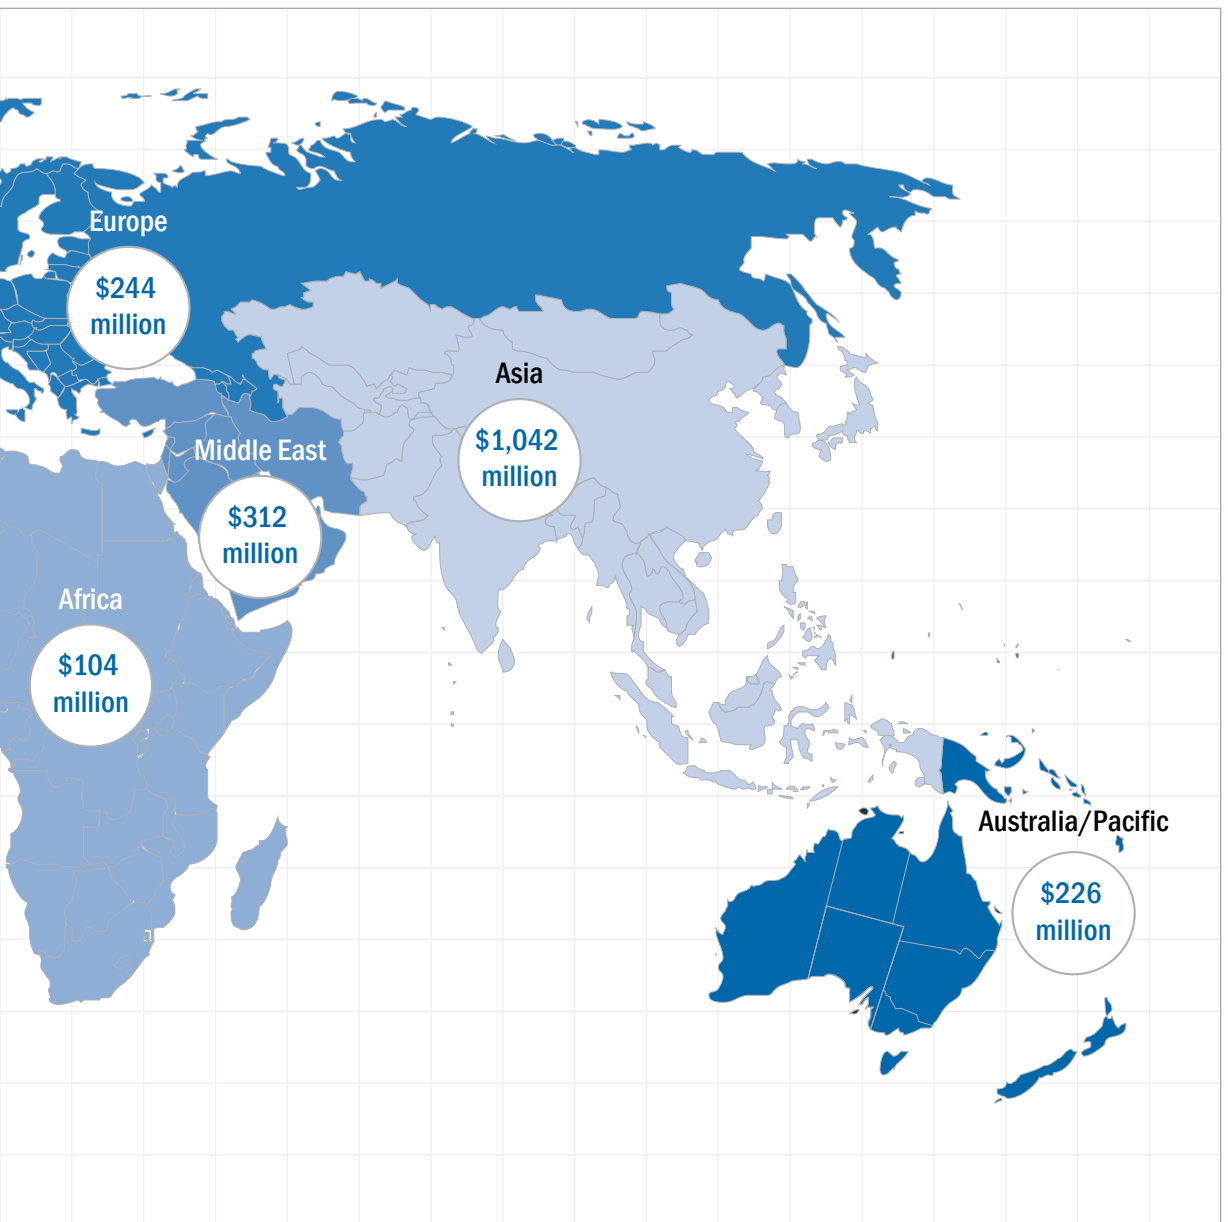 Europe
$244
million
Asia
$1,042
million
Middle East
$312
million
Africa
$104
million
Australia/Pacific
$226
million